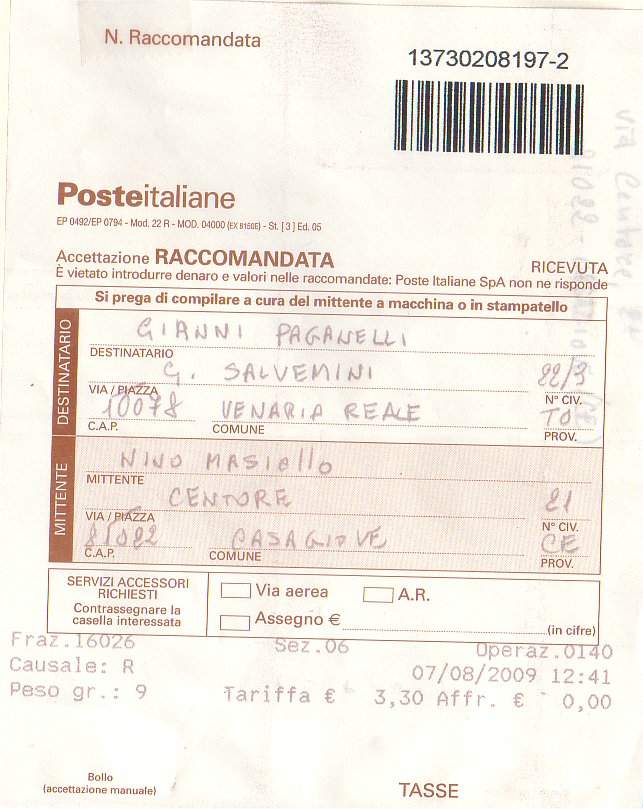 N. Raccomandata
13730208197-2
Posteitaliane
EP 0492/EP 0794 - Mod. 22 R - MOD. 04000 (EX 8160E) - St. [3] Ed. 05
Accettazione RACCOMANDATA
RICEVUTA
È vietato introdurre denaro e valori nelle raccomandate: Poste Italiane SpA non ne risponde
Si prega di compilare a cura del mittente a macchina o in stampatello
DESTINATARIO
GIANNI PAGANELLI
DESTINATARIO
G. SALVEMINI 22/3
VIA / PIAZZA N° CIV.
10078 VENARIA REALE TO
C.A.P. COMUNE PROV.
MITTENTE
NINO MASIELLO
MITTENTE
CENTORE 21
VIA / PIAZZA N° CIV.
81022 CASAGIOVE CE
C.A.P. COMUNE PROV.
SERVIZI ACCESSORI
RICHIESTI
Contrassegnare la
casella interessata
Via aerea A.R.
Assegno € (in cifre)
Fraz.16026 Sez.06 Operaz.0140
Causale: R 07/08/2009 12:41
Peso gr.: 9 Tariffa € 3,30 Affr. € 0,00
Bollo
(accettazione manuale)
TASSE
via Centore, 21